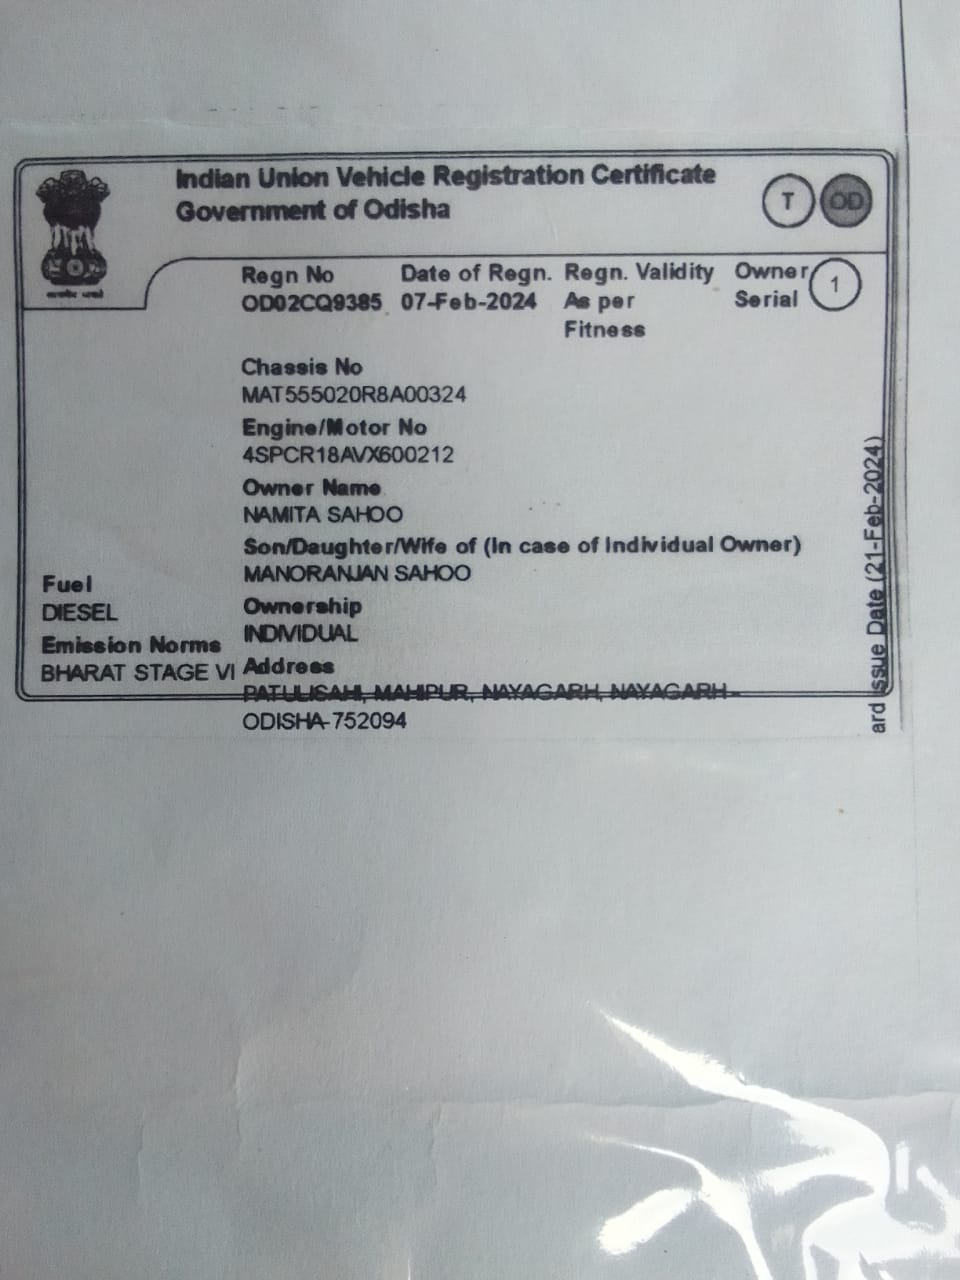 Indian Union Vehicle Registration Certificate
Government of Odisha
T OD
Regn No Date of Regn. Regn. Validity Owner Serial 1
OD02CQ9385 07-Feb-2024 As per Fitness
Chassis No
MAT555020R8A00324
Engine/Motor No
4SPCR18AVX600212
Owner Name
NAMITA SAHOO
Son/Daughter/Wife of (In case of Individual Owner)
MANORANJAN SAHOO
Fuel
DIESEL
Ownership
INDIVIDUAL
Emission Norms
BHARAT STAGE VI
Address
PATULISAHI, MAHIPUR, NAYAGARH, NAYAGARH -
ODISHA-752094
ard Issue Date (21-Feb-2024)